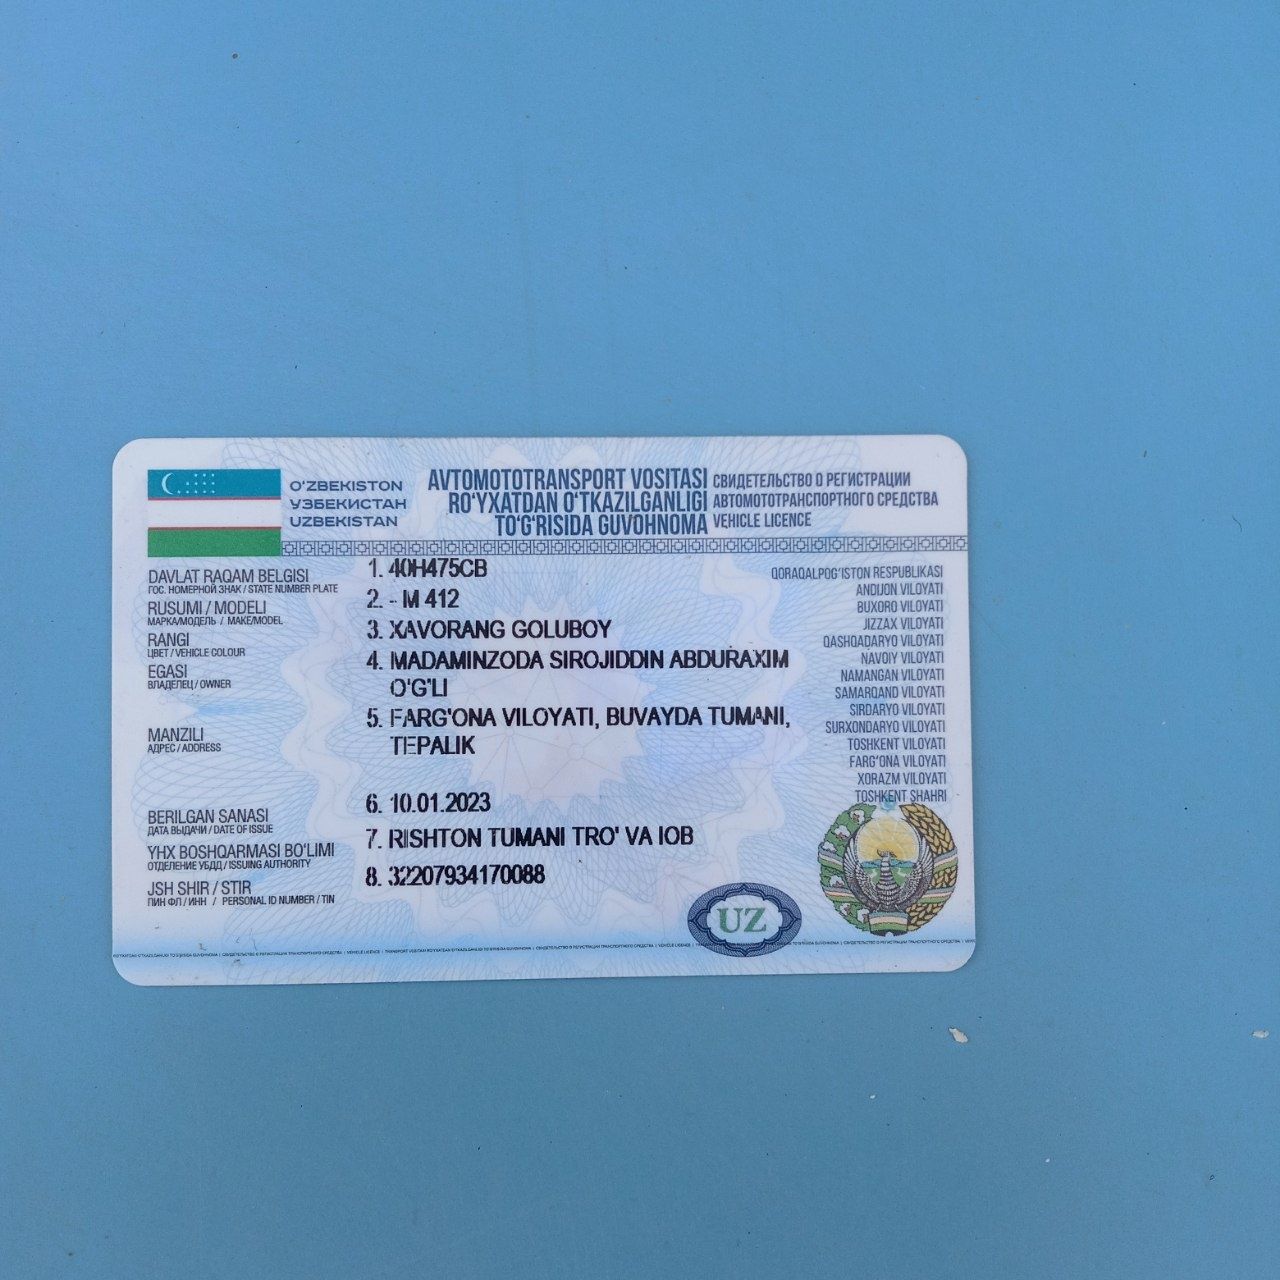 O'ZBEKISTON
УЗБЕКИСТАН
UZBEKISTAN
AVTOMOTOTRANSPORT VOSITASI
RO'YXATDAN O'TKAZILGANLIGI
TO'G'RISIDA GUVOHNOMA
СВИДЕТЕЛЬСТВО О РЕГИСТРАЦИИ
АВТОМОТОТРАНСПОРТНОГО СРЕДСТВА
VEHICLE LICENCE
DAVLAT RAQAM BELGISI
ГОС. НОМЕРНОЙ ЗНАК / STATE NUMBER PLATE
1. 40H475CB
RUSUMI / MODELI
МАРКА/МОДЕЛЬ / MAKE/MODEL
2. - M 412
RANGI
ЦВЕТ / VEHICLE COLOUR
3. XAVORANG GOLUBOY
EGASI
ВЛАДЕЛЕЦ / OWNER
4. MADAMINZODA SIROJIDDIN ABDURAXIM
O'G'LI
MANZILI
АДРЕС / ADDRESS
5. FARG'ONA VILOYATI, BUVAYDA TUMANI,
TEPALIK
BERILGAN SANASI
ДАТА ВЫДАЧИ / DATE OF ISSUE
6. 10.01.2023
YHX BOSHQARMASI BO'LIMI
ОТДЕЛЕНИЕ УБДД / ISSUING AUTHORITY
7. RISHTON TUMANI TRO' VA IOB
JSH SHIR / STIR
ПИН ФЛ / ИНН / PERSONAL ID NUMBER / TIN
8. 32207934170088
QORAQALPOG'ISTON RESPUBLIKASI
ANDIJON VILOYATI
BUXORO VILOYATI
JIZZAX VILOYATI
QASHQADARYO VILOYATI
NAVOIY VILOYATI
NAMANGAN VILOYATI
SAMARQAND VILOYATI
SIRDARYO VILOYATI
SURXONDARYO VILOYATI
TOSHKENT VILOYATI
FARG'ONA VILOYATI
XORAZM VILOYATI
TOSHKENT SHAHRI
UZ